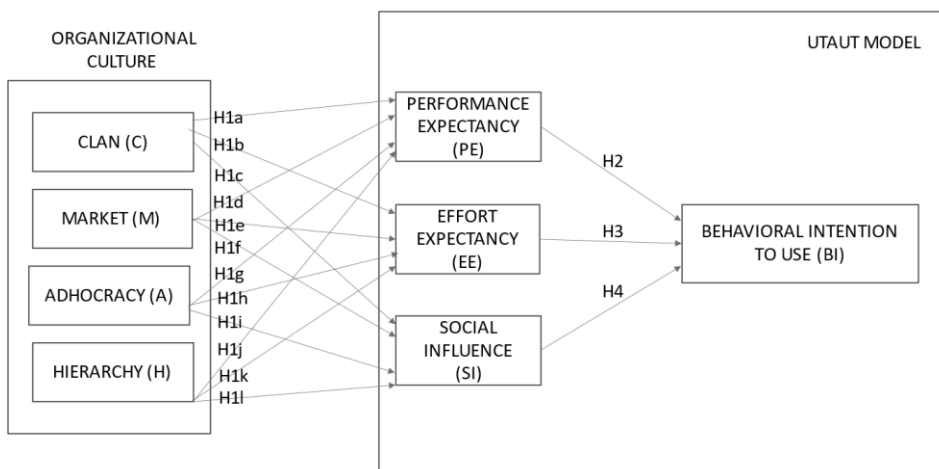 ORGANIZATIONAL
CULTURE
CLAN (C)
MARKET (M)
ADHOCRACY (A)
HIERARCHY (H)
H1a
H1b
H1c
H1d
H1e
H1f
H1g
H1h
H1i
H1j
H1k
H1l
UTAUT MODEL
PERFORMANCE
EXPECTANCY
(PE)
EFFORT
EXPECTANCY
(EE)
SOCIAL
INFLUENCE
(SI)
H2
H3
H4
BEHAVIORAL INTENTION
TO USE (BI)